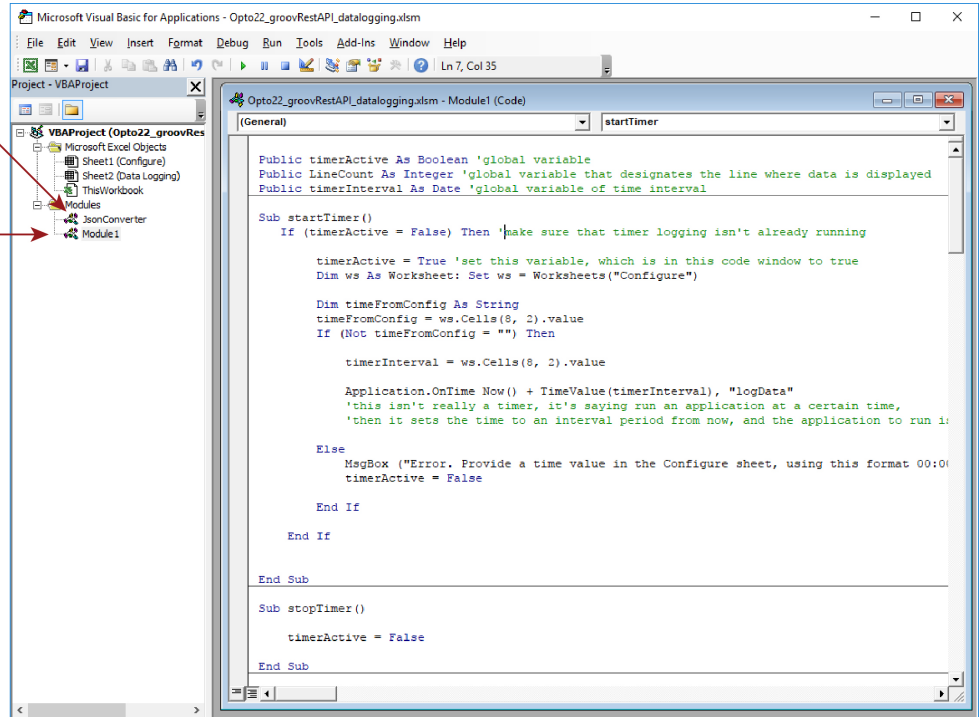 Microsoft Visual Basic for Applications - Opto22_groovRestAPI_datalogging.xlsm
File Edit View Insert Format Debug Run Tools Add-Ins Window Help
Ln 7, Col 35
Project - VBAProject
VBAProject (Opto22_groovRes
Microsoft Excel Objects
Sheet1 (Configure)
Sheet2 (Data Logging)
ThisWorkbook
Modules
JsonConverter
Module1
Opto22_groovRestAPI_datalogging.xlsm - Module1 (Code)
(General) startTimer
Public timerActive As Boolean 'global variable
Public LineCount As Integer 'global variable that designates the line where data is displayed
Public timerInterval As Date 'global variable of time interval
Sub startTimer()
If (timerActive = False) Then 'make sure that timer logging isn't already running
timerActive = True 'set this variable, which is in this code window to true
Dim ws As Worksheet: Set ws = Worksheets("Configure")
Dim timeFromConfig As String
timeFromConfig = ws.Cells(8, 2).value
If (Not timeFromConfig = "") Then
timerInterval = ws.Cells(8, 2).value
Application.OnTime Now() + TimeValue(timerInterval), "logData"
'this isn't really a timer, it's saying run an application at a certain time,
'then it sets the time to an interval period from now, and the application to run i
Else
MsgBox ("Error. Provide a time value in the Configure sheet, using this format 00:0
timerActive = False
End If
End If
End Sub
Sub stopTimer()
timerActive = False
End Sub